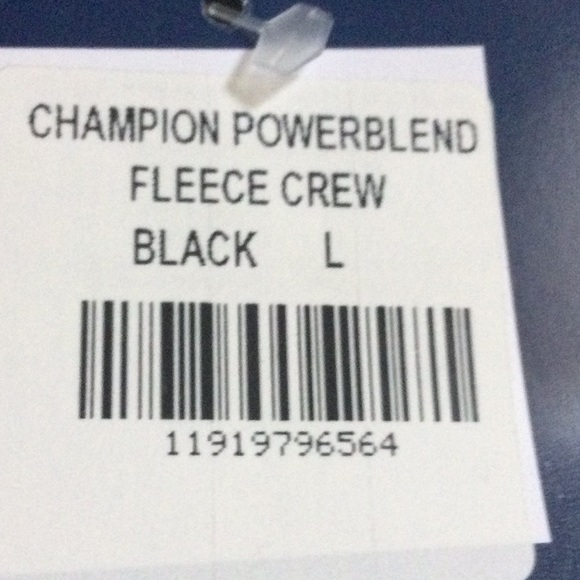 CHAMPION POWERBLEND
FLEECE CREW
BLACK L
11919796564